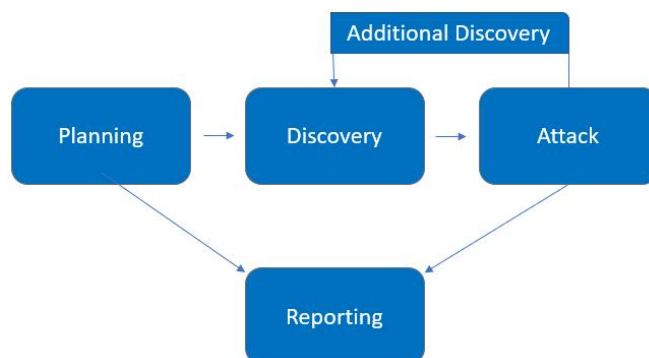 Additional Discovery
Planning
Discovery
Attack
Reporting